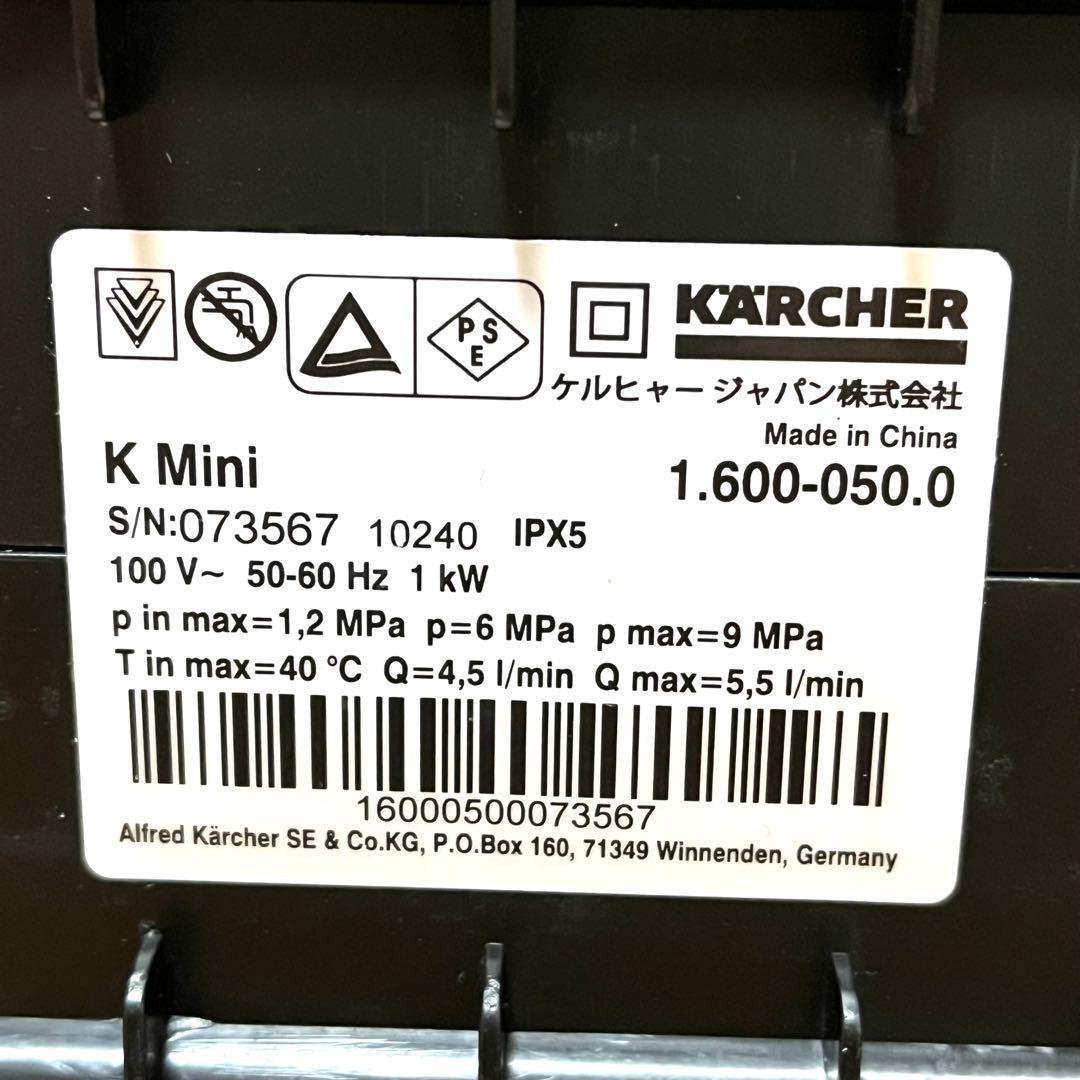 PSE
KÄRCHER
ケルヒャー ジャパン株式会社
Made in China
K Mini
1.600-050.0
S/N:073567 10240 IPX5
100 V~ 50-60 Hz 1 kW
p in max=1,2 MPa p=6 MPa p max=9 MPa
T in max=40 °C Q=4,5 l/min Q max=5,5 l/min
16000500073567
Alfred Kärcher SE & Co.KG, P.O.Box 160, 71349 Winnenden, Germany